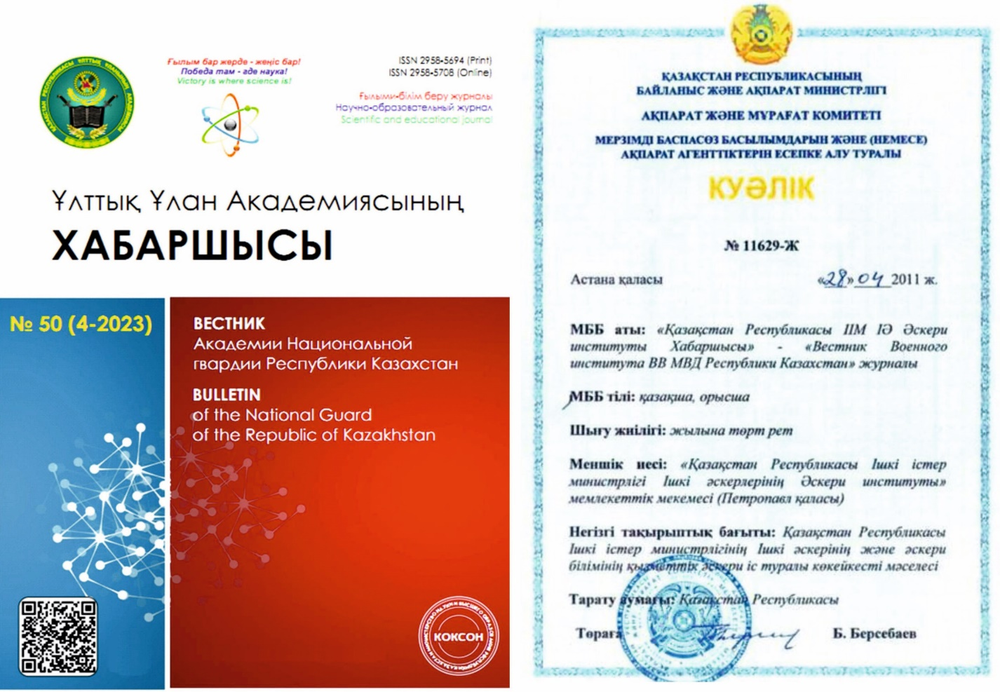 ҚАЗАҚСТАН РЕСПУБЛИКАСЫ ҰЛТТЫҚ ҰЛАНЫНЫҢ АКАДЕМИЯСЫ
Ғылым бар жерде - жеңіс бар!
Победа там - где наука!
Victory is where science is!
ISSN 2958-5694 (Print)
ISSN 2958-5708 (Online)
Ғылыми-білім беру журналы
Научно-образовательный журнал
Scientific and educational journal
Ұлттық Ұлан Академиясының
ХАБАРШЫСЫ
№ 50 (4-2023)
ВЕСТНИК
Академии Национальной
гвардии Республики Казахстан
BULLETIN
of the National Guard
of the Republic of Kazakhstan
КОКСОН
ҚАЗАҚСТАН РЕСПУБЛИКАСЫНЫҢ
БАЙЛАНЫС ЖӘНЕ АҚПАРАТ МИНИСТРЛІГІ
АҚПАРАТ ЖӘНЕ МҰРАҒАТ КОМИТЕТІ
МЕРЗІМДІ БАСПАСӨЗ БАСЫЛЫМДАРЫН ЖӘНЕ (НЕМЕСЕ)
АҚПАРАТ АГЕНТТІКТЕРІН ЕСЕПКЕ АЛУ ТУРАЛЫ
КУӘЛІК
№ 11629-Ж
Астана қаласы «28» 04 2011 ж.
МББ аты: «Қазақстан Республикасы ІІМ ІӘ Әскери
институты Хабаршысы» - «Вестник Военного
института ВВ МВД Республики Казахстан» журналы
МББ тілі: қазақша, орысша
Шығу жиілігі: жылына төрт рет
Меншік иесі: «Қазақстан Республикасы Ішкі істер
министрлігі Ішкі әскерлерінің Әскери институты»
мемлекеттік мекемесі (Петропавл қаласы)
Негізгі тақырыптық бағыты: Қазақстан Республикасы
Ішкі істер министрлігінің Ішкі әскерінің және әскери
білімінің қызметтік әскери іс туралы көкейкесті мәселесі
Тарату аумағы: Қазақстан Республикасы
Төраға Б. Берсебаев